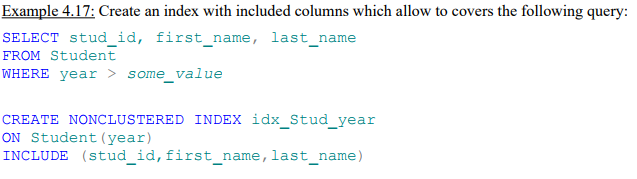 Example 4.17: Create an index with included columns which allow to covers the following query:
SELECT stud_id, first_name, last_name
FROM Student
WHERE year > some_value
CREATE NONCLUSTERED INDEX idx_Stud_year
ON Student(year)
INCLUDE (stud_id,first_name,last_name)